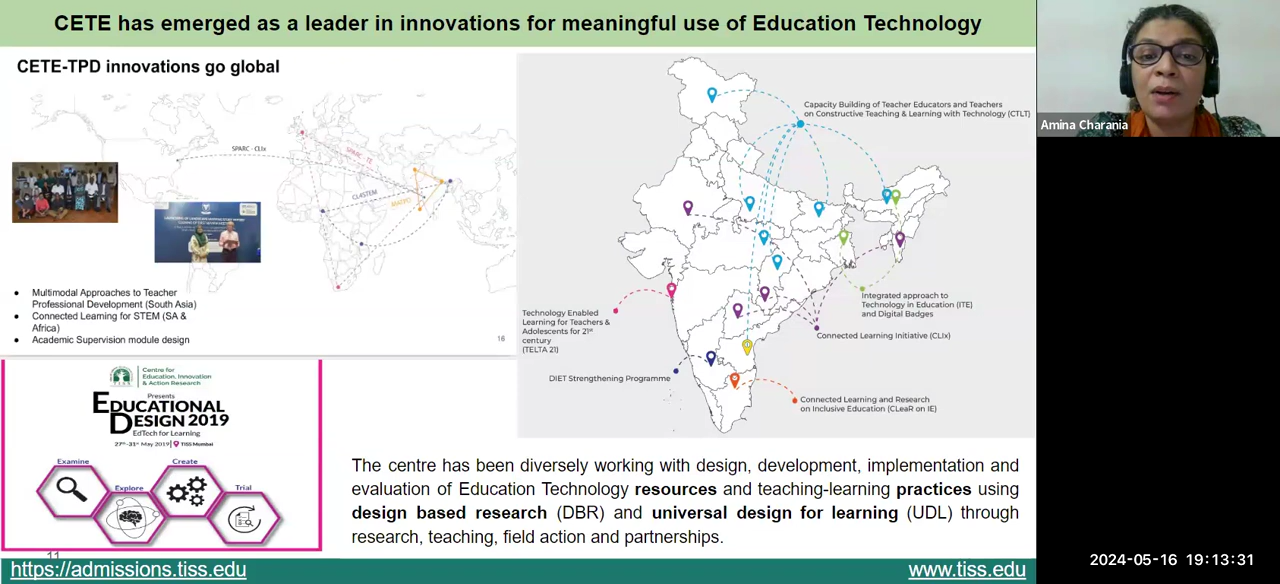 CETE has emerged as a leader in innovations for meaningful use of Education Technology
CETE-TPD innovations go global
SPARC - CLIx
SPARC- TE
CL4STEM
MATPD
• Multimodal Approaches to Teacher
Professional Development (South Asia)
• Connected Learning for STEM (SA &
Africa)
• Academic Supervision module design
16
Capacity Building of Teacher Educators and Teachers
on Constructive Teaching & Learning with Technology (CTLT)
Technology Enabled
Learning for Teachers &
Adolescents for 21st
century
(TELTA 21)
Integrated approach to
Technology in Education (ITE)
and Digital Badges
Connected Learning Initiative (CLIx)
DIET Strengthening Programme
Connected Learning and Research
on Inclusive Education (CLeaR on IE)
Centre for
Education, Innovation
& Action Research
Presents
EDUCATIONAL
DESIGN 2019
EdTech for Learning
27th-31st May 2019 | TISS Mumbai
Examine
Explore
Create
Trial
The centre has been diversely working with design, development, implementation and
evaluation of Education Technology resources and teaching-learning practices using
design based research (DBR) and universal design for learning (UDL) through
research, teaching, field action and partnerships.
11
https://admissions.tiss.edu
www.tiss.edu
Amina Charania
2024-05-16 19:13:31